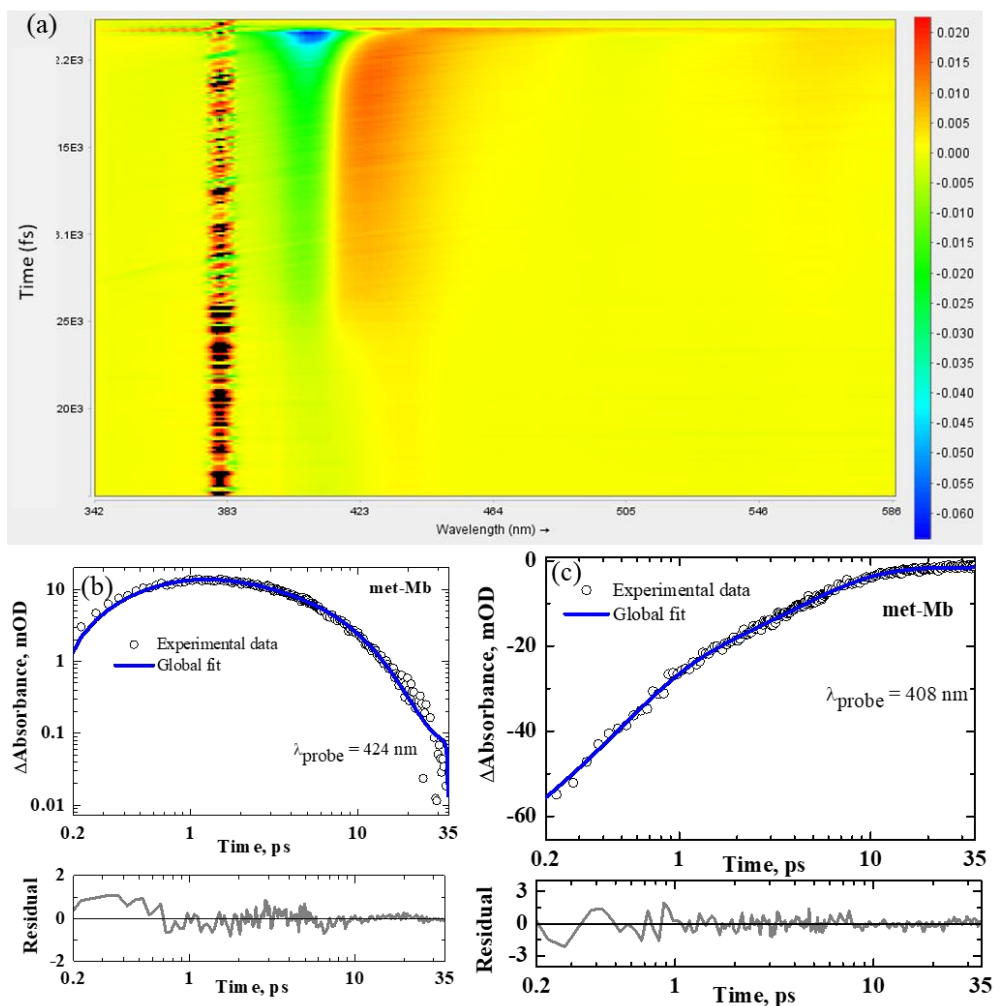 (a)
0.020
0.015
0.010
0.005
0.000
-0.005
-0.010
-0.015
-0.020
-0.025
-0.030
-0.035
-0.040
-0.045
-0.050
-0.055
-0.060
Time (fs)
2.2E3
15E3
3.1E3
25E3
20E3
342
383
423
464
505
546
586
Wavelength (nm) →
(b)
met-Mb
Experimental data
Global fit
λprobe = 424 nm
ΔAbsorbance, mOD
10
1
0.1
0.01
0.2
1
10
35
Time, ps
Residual
2
0
-2
0.2
1
10
35
Time, ps
(c)
Experimental data
Global fit
met-Mb
λprobe = 408 nm
ΔAbsorbance, mOD
0
-20
-40
-60
0.2
1
10
35
Time, ps
Residual
3
0
-3
0.2
1
10
35
Time, ps